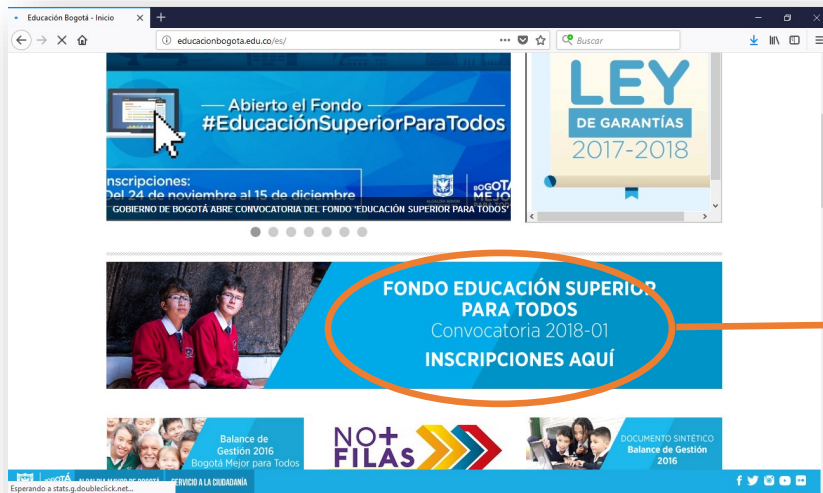 Educación Bogotá - Inicio
educacionbogota.edu.co/es/
Buscar
Abierto el Fondo
#EducaciónSuperiorParaTodos
nscripciones:
Del 24 de noviembre al 15 de diciembre
GOBIERNO DE BOGOTÁ ABRE CONVOCATORIA DEL FONDO 'EDUCACIÓN SUPERIOR PARA TODOS'
LEY
DE GARANTÍAS
2017-2018
FONDO EDUCACIÓN SUPERIOR
PARA TODOS
Convocatoria 2018-01
INSCRIPCIONES AQUÍ
Balance de
Gestión 2016
Bogotá Mejor para Todos
NO+
FILAS
DOCUMENTO SINTÉTICO
Balance de Gestión
2016
SERVICIO A LA CIUDADANÍA
Esperando a stats.g.doubleclick.net...